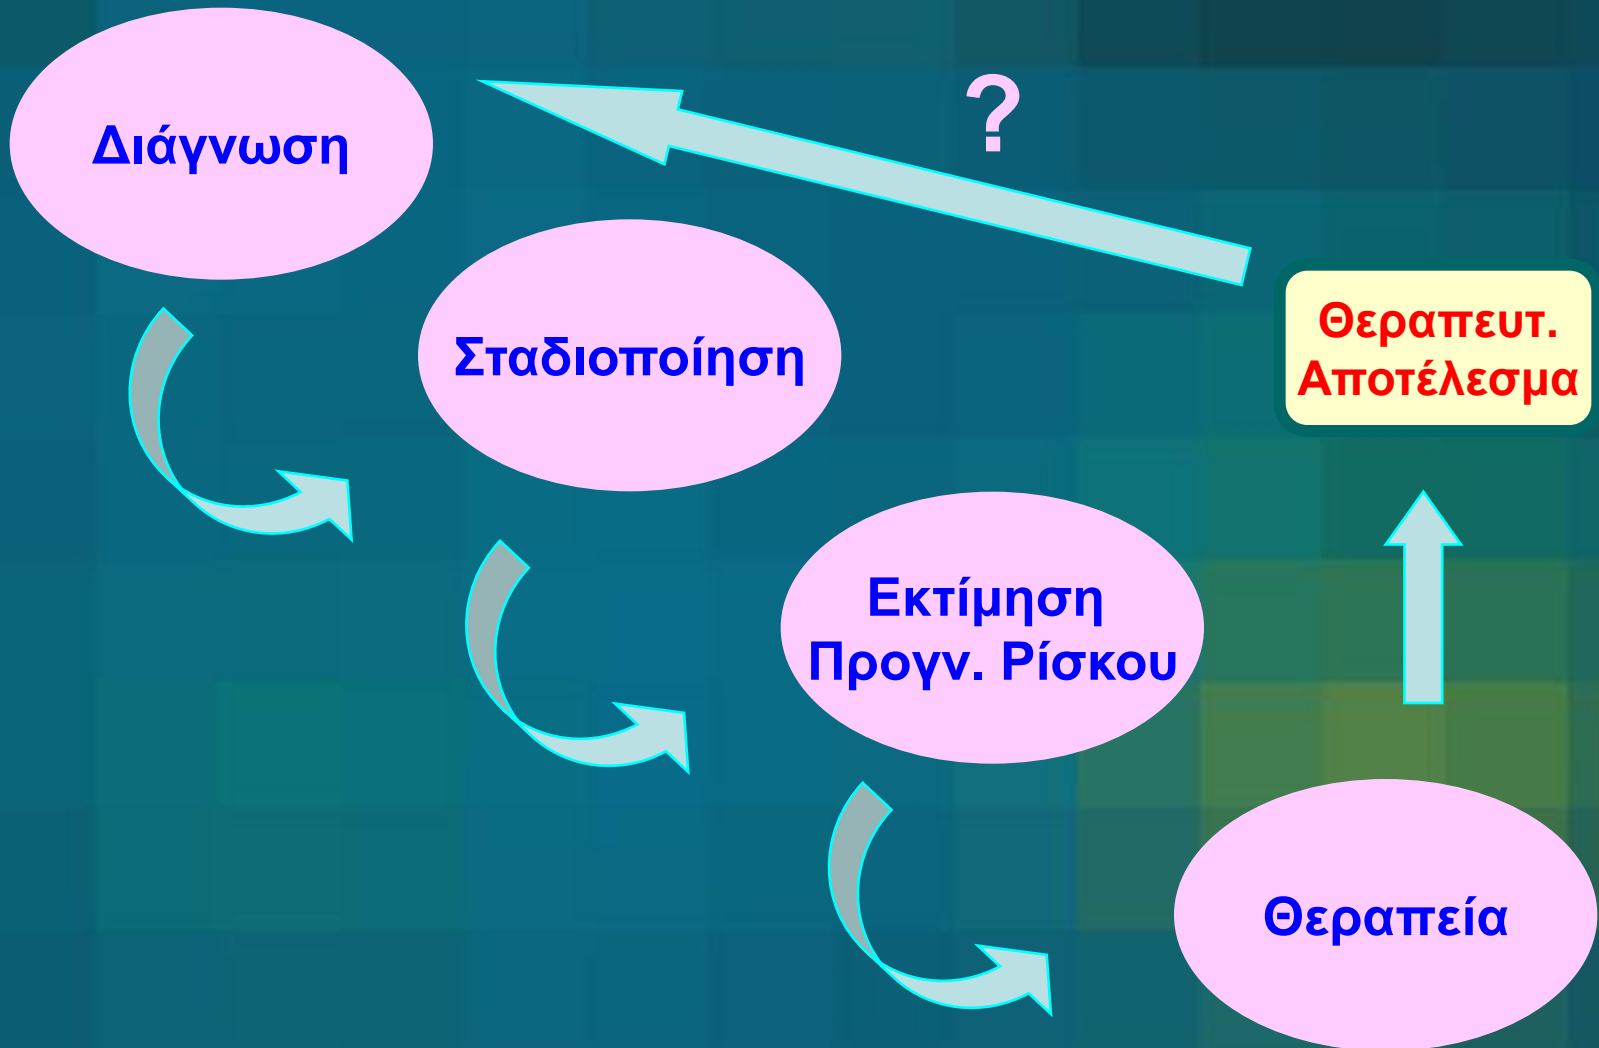 Διάγνωση
?
Σταδιοποίηση
Θεραπευτ.
Αποτέλεσμα
Εκτίμηση
Προγν. Ρίσκου
Θεραπεία